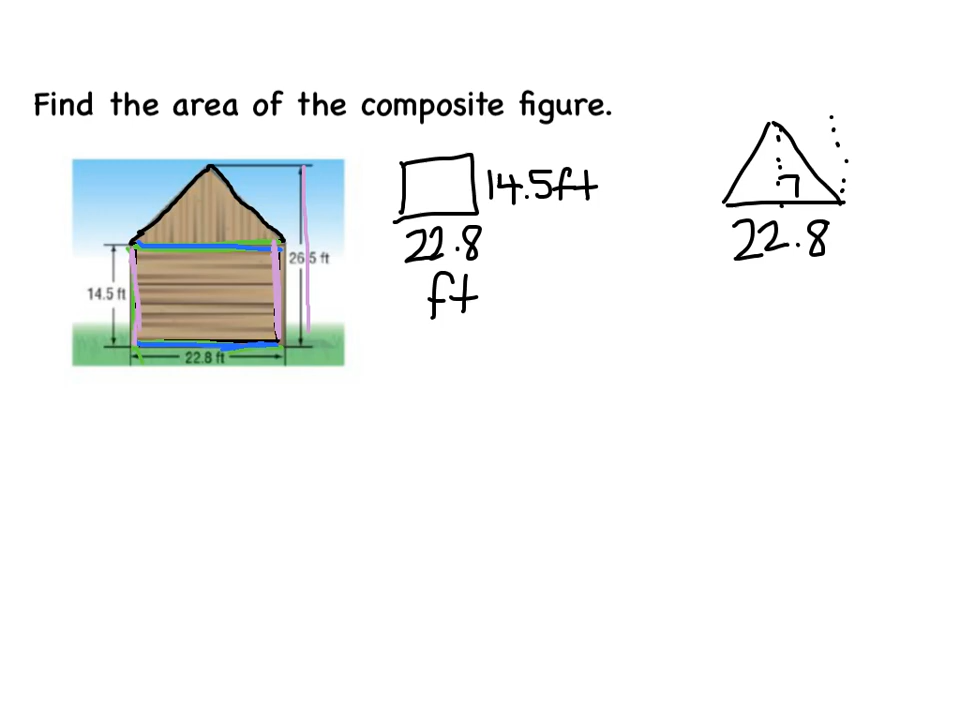 Find the area of the composite figure.
14.5ft
22.8
ft
22.8
26.5 ft
14.5 ft
22.8 ft